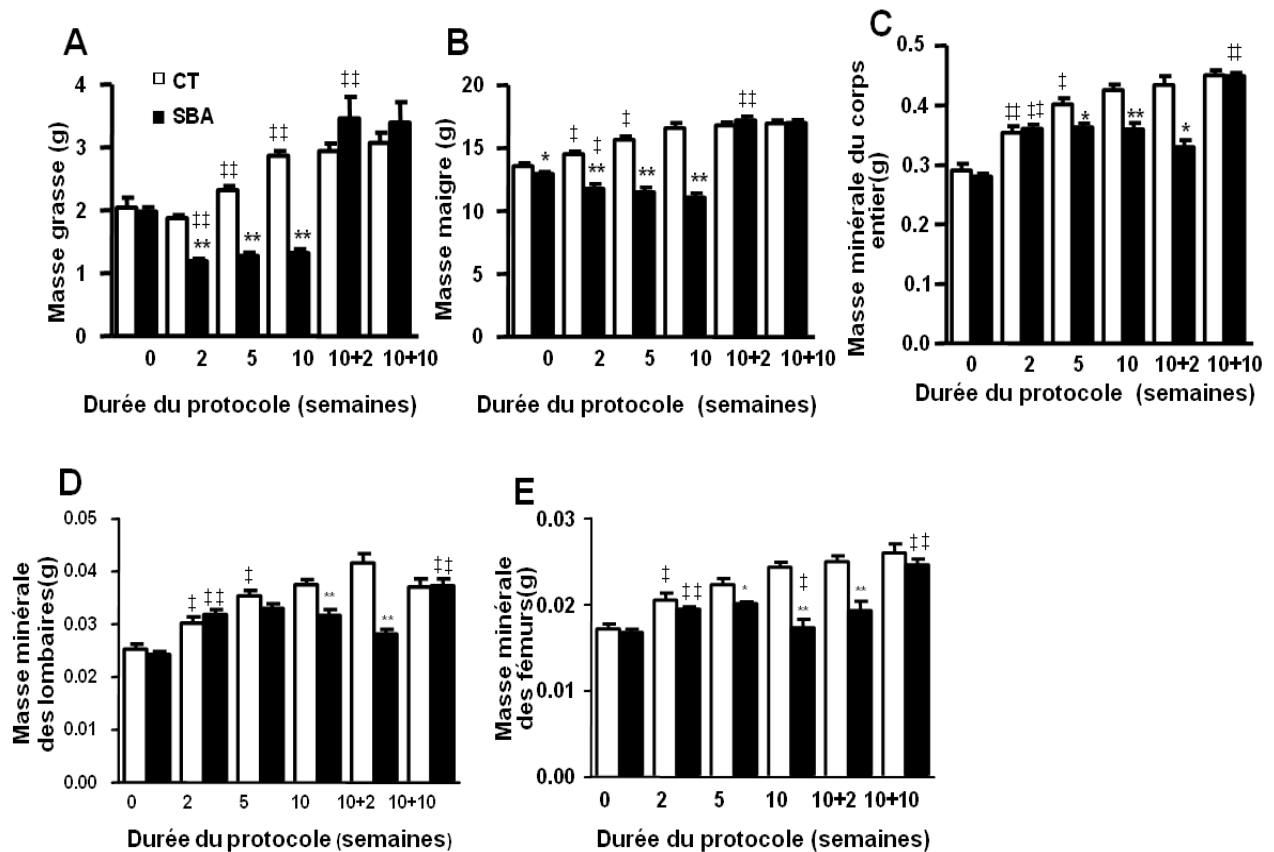 A
CT
SBA
Masse grasse (g)
4
3
2
1
0
‡‡
**
‡‡
**
‡‡
**
‡‡
0 2 5 10 10+2 10+10
Durée du protocole (semaines)
B
Masse maigre (g)
20
15
10
5
0
*
‡
‡
**
‡
**
**
‡‡
0 2 5 10 10+2 10+10
Durée du protocole (semaines)
C
Masse minérale du corps
entier(g)
0.5
0.4
0.3
0.2
0.1
0.0
‡‡
‡‡
‡
*
**
*
‡‡
0 2 5 10 10+2 10+10
Durée du protocole (semaines)
D
Masse minérale
des lombaires(g)
0.05
0.04
0.03
0.02
0.01
0.00
‡
‡‡
‡
**
**
‡‡
0 2 5 10 10+2 10+10
Durée du protocole (semaines)
E
Masse minérale
des fémurs(g)
0.03
0.02
0.01
0.00
‡
‡‡
*
‡
**
**
‡‡
0 2 5 10 10+2 10+10
Durée du protocole (semaines)